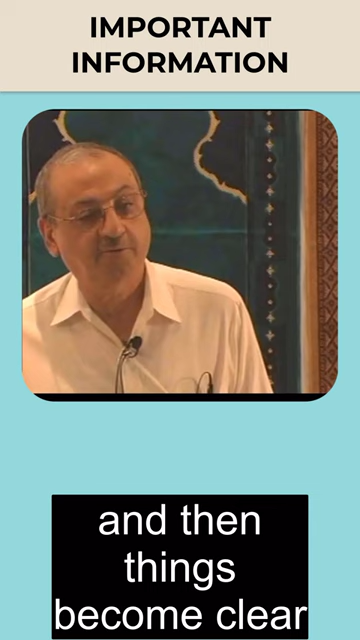 IMPORTANT
INFORMATION
and then
things
become clear